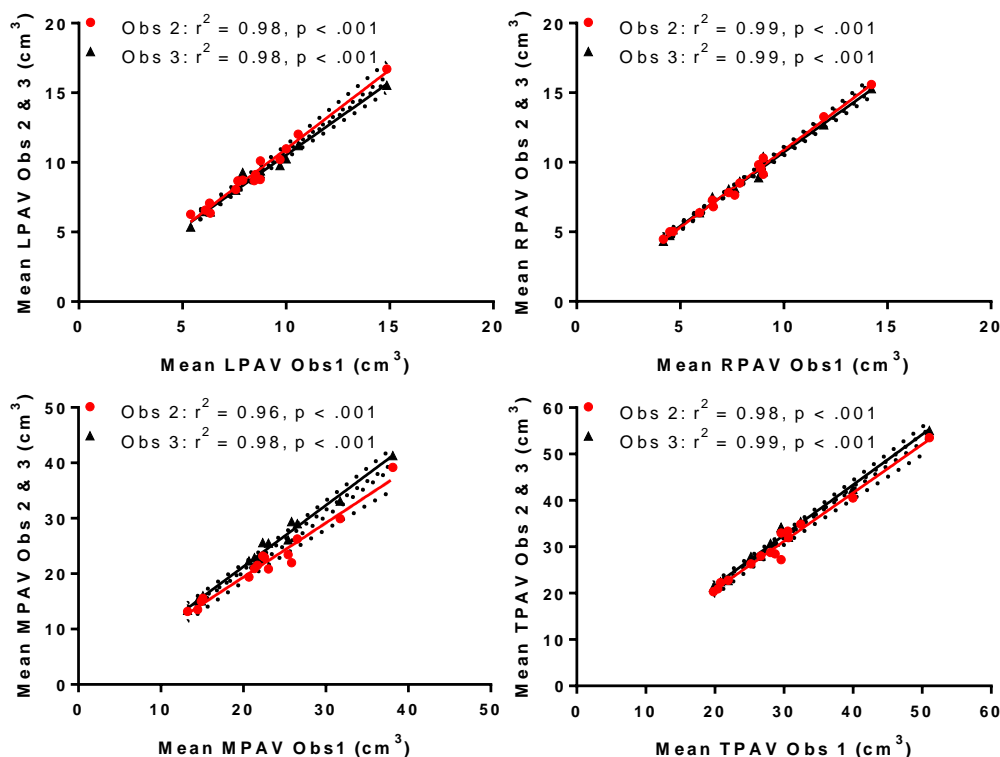 Obs 2: r² = 0.98, p < .001
Obs 3: r² = 0.98, p < .001
Mean LPAV Obs 2 & 3 (cm³)
20
15
10
5
0
0 5 10 15 20
Mean LPAV Obs1 (cm³)
Obs 2: r² = 0.99, p < .001
Obs 3: r² = 0.99, p < .001
Mean RPAV Obs 2 & 3 (cm³)
20
15
10
5
0
0 5 10 15 20
Mean RPAV Obs1 (cm³)
Obs 2: r² = 0.96, p < .001
Obs 3: r² = 0.98, p < .001
Mean MPAV Obs 2 & 3 (cm³)
50
40
30
20
10
0
0 10 20 30 40 50
Mean MPAV Obs1 (cm³)
Obs 2: r² = 0.98, p < .001
Obs 3: r² = 0.99, p < .001
Mean TPAV Obs 2 & 3 (cm³)
60
50
40
30
20
10
0
0 10 20 30 40 50 60
Mean TPAV Obs 1 (cm³)